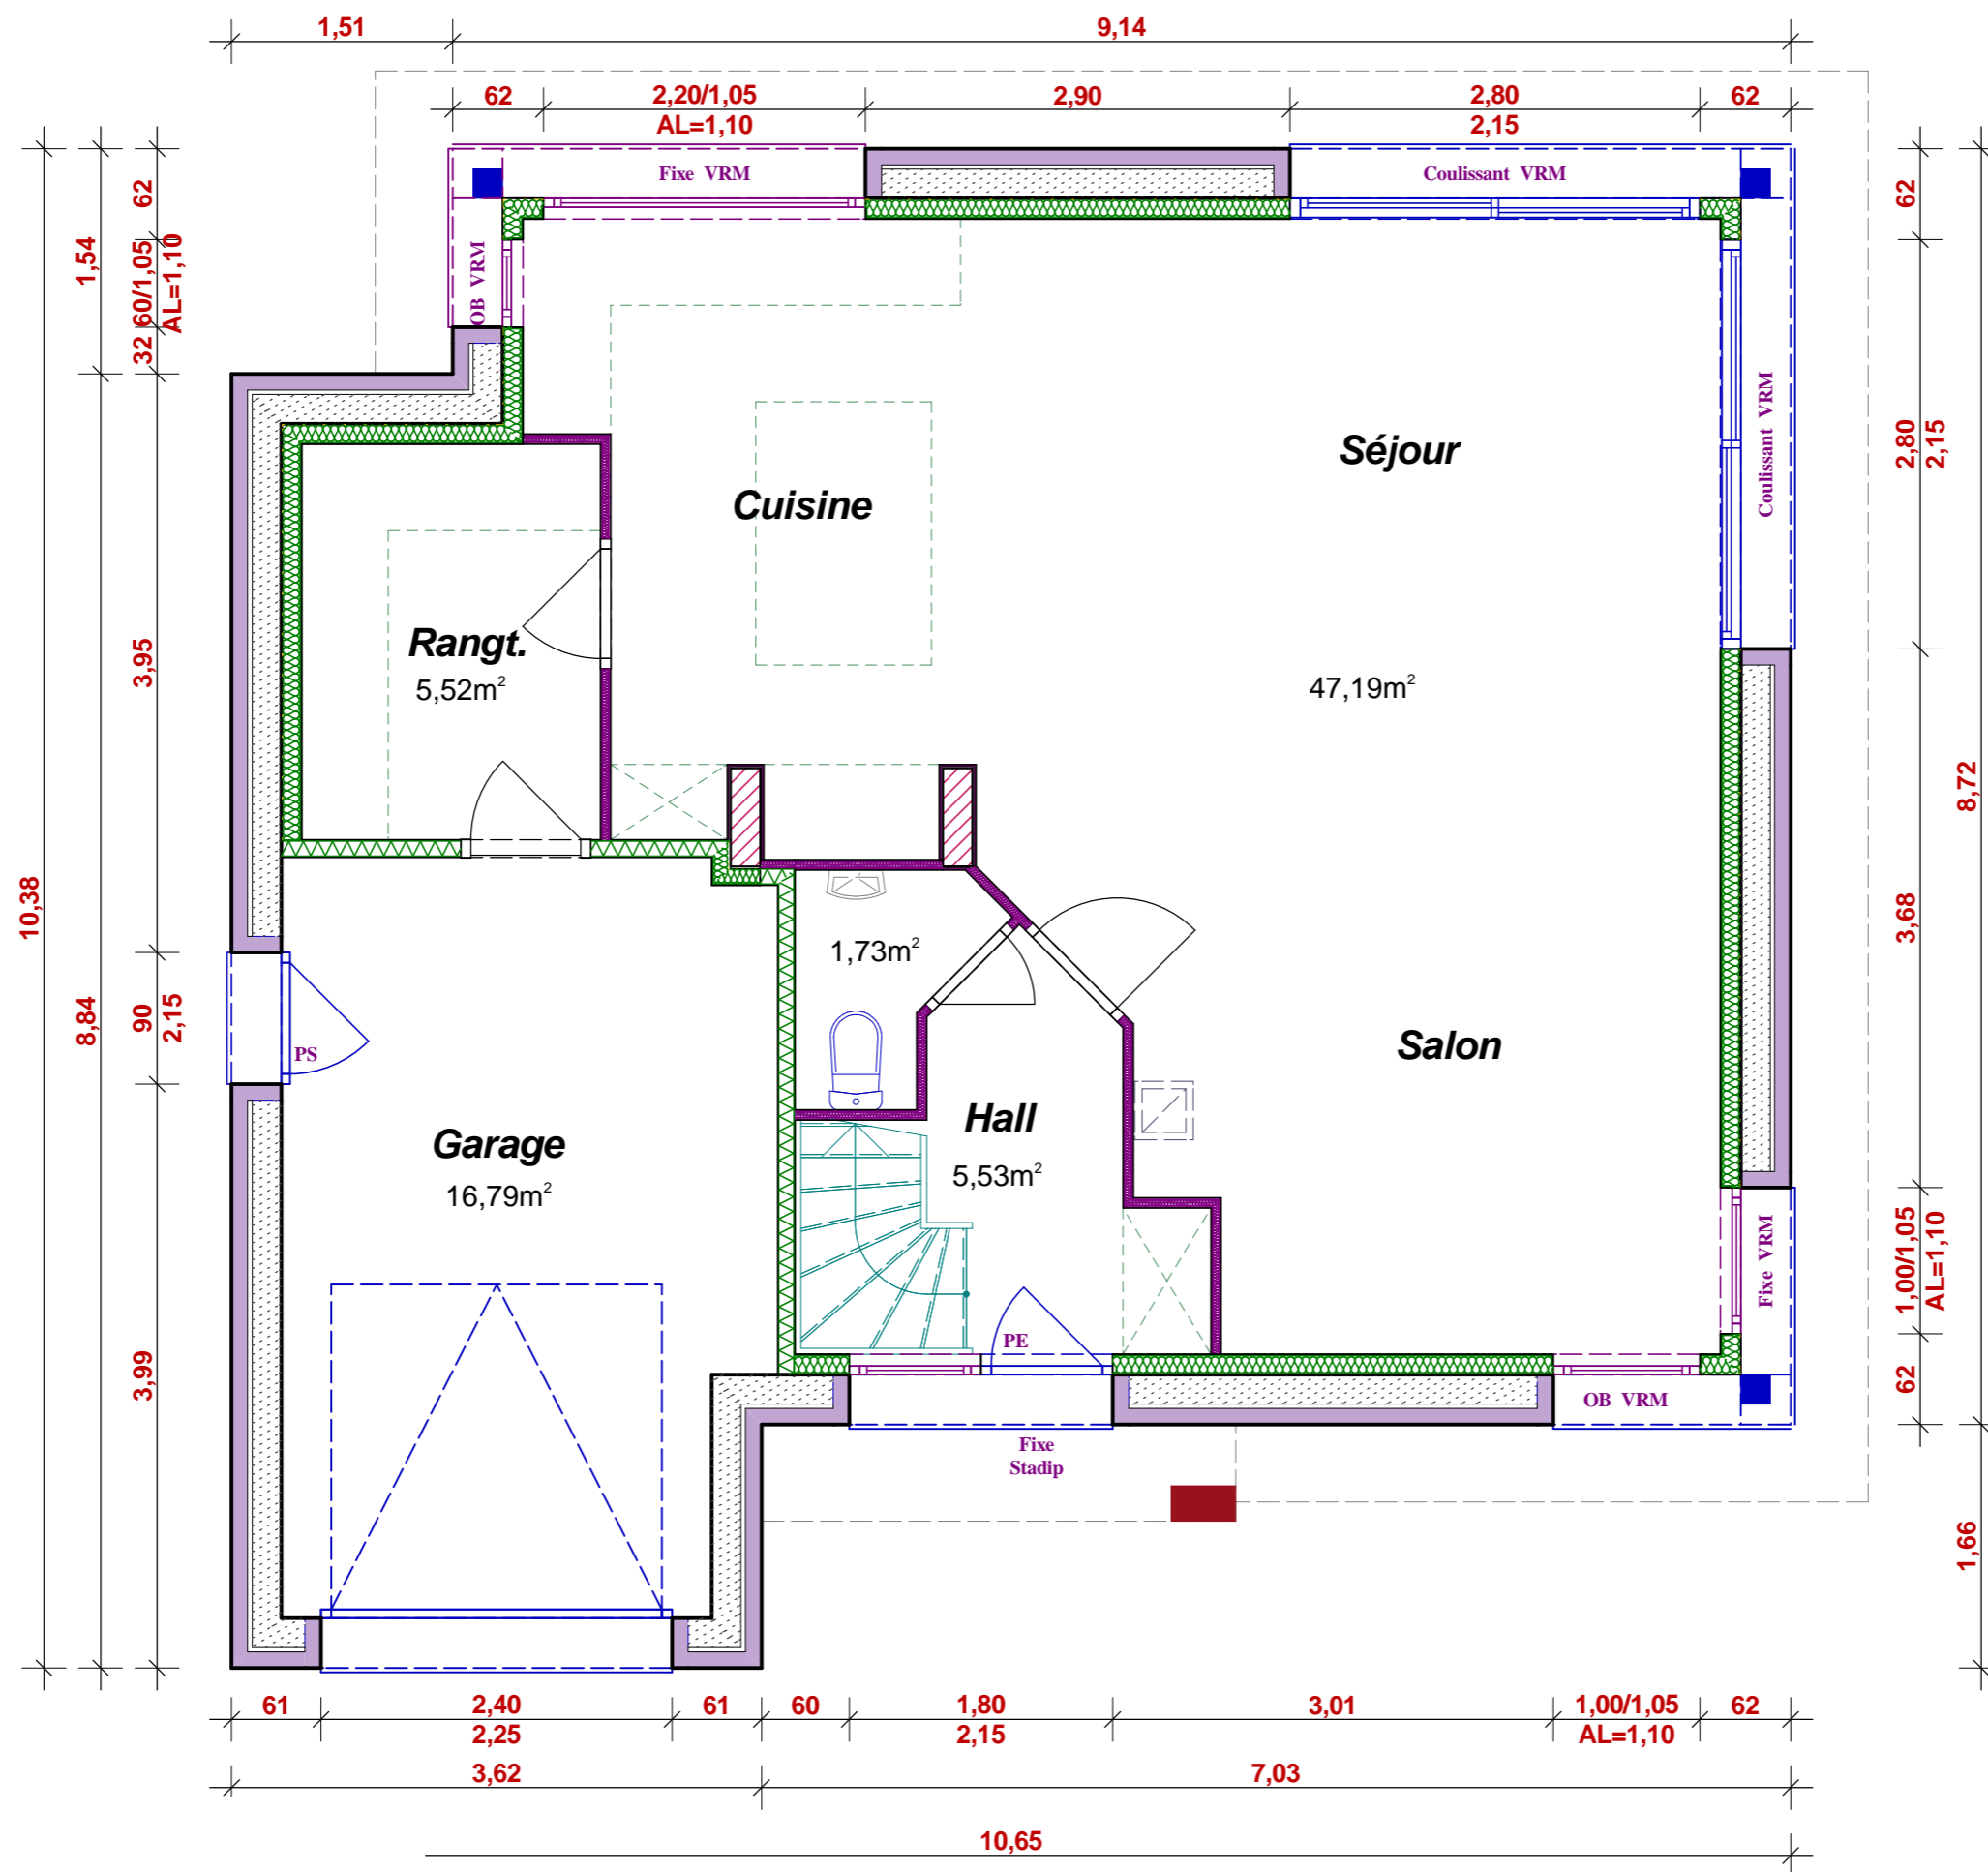 1,51
9,14
62
2,20/1,05
AL=1,10
2,90
2,80
2,15
62
Fixe VRM
Coulissant VRM
62
60/1,05
AL=1,10
32
1,54
OB VRM
62
Coulissant VRM
2,80
2,15
Séjour
Cuisine
Rangt.
5,52m²
47,19m²
3,95
8,72
10,38
8,84
90
2,15
PS
3,68
1,73m²
Salon
Hall
5,53m²
Garage
16,79m²
Fixe VRM
1,00/1,05
AL=1,10
PE
3,99
62
OB VRM
Fixe
Stadip
1,66
61
2,40
2,25
61
60
1,80
2,15
3,01
1,00/1,05
AL=1,10
62
3,62
7,03
10,65